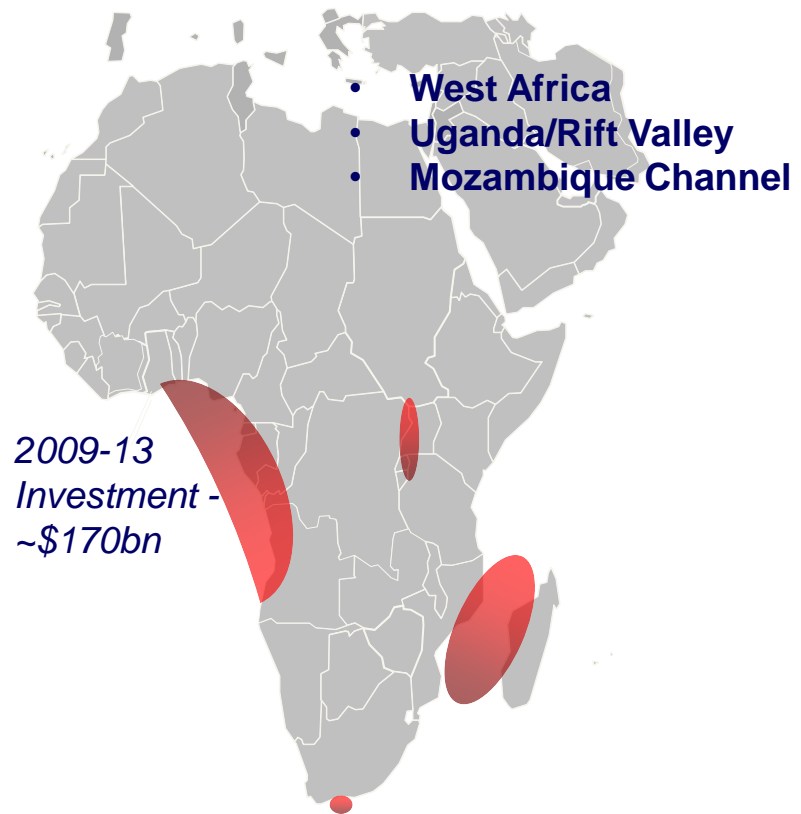 • West Africa
• Uganda/Rift Valley
• Mozambique Channel
2009-13
Investment -
~$170bn